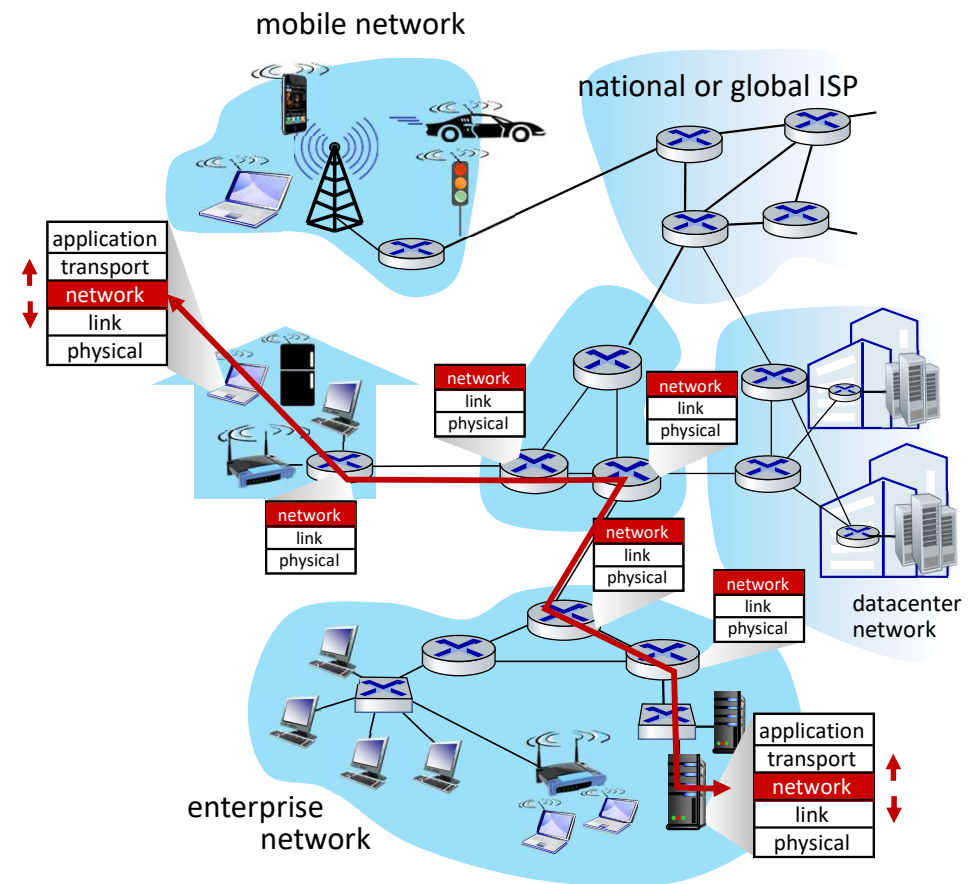 mobile network
national or global ISP
application
transport
network
link
physical
network
link
physical
network
link
physical
network
link
physical
network
link
physical
network
link
physical
datacenter
network
application
transport
network
link
physical
enterprise
network